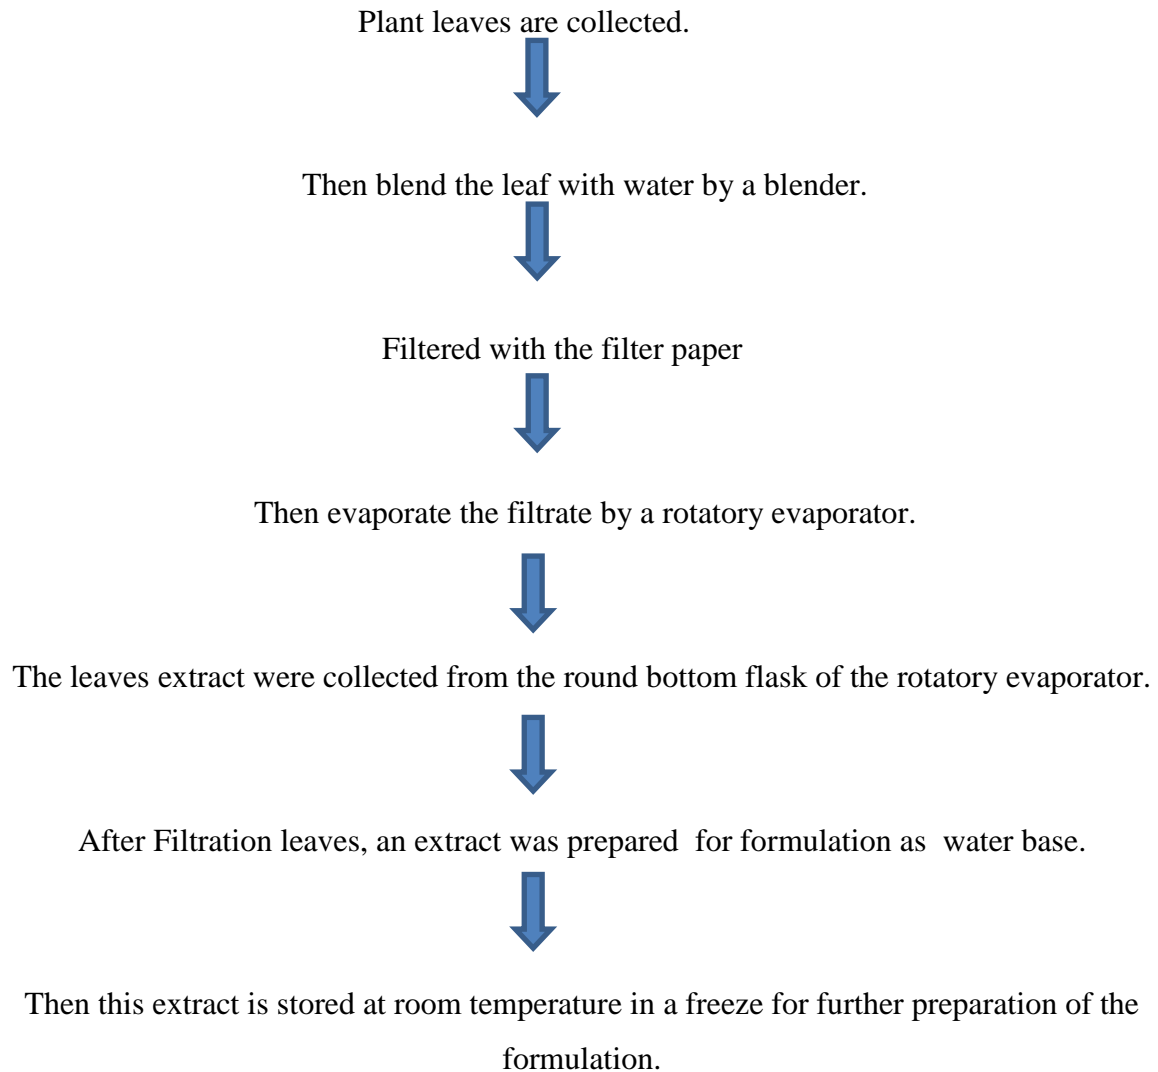 Plant leaves are collected.
Then blend the leaf with water by a blender.
Filtered with the filter paper
Then evaporate the filtrate by a rotatory evaporator.
The leaves extract were collected from the round bottom flask of the rotatory evaporator.
After Filtration leaves, an extract was prepared  for formulation as  water base.
Then this extract is stored at room temperature in a freeze for further preparation of the
formulation.